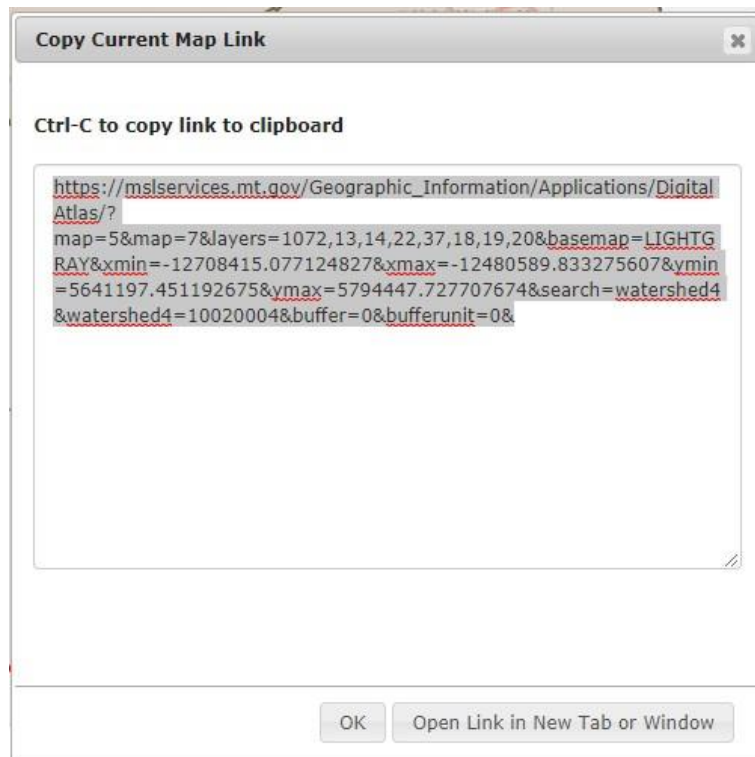 Copy Current Map Link
Ctrl-C to copy link to clipboard
https://mslservices.mt.gov/Geographic_Information/Applications/Digital
Atlas/?
map=5&map=7&layers=1072,13,14,22,37,18,19,20&basemap=LIGHTG
RAY&xmin=-12708415.077124827&xmax=-12480589.833275607&ymin
=5641197.451192675&ymax=5794447.727707674&search=watershed4
&watershed4=10020004&buffer=0&bufferunit=0&
OK
Open Link in New Tab or Window